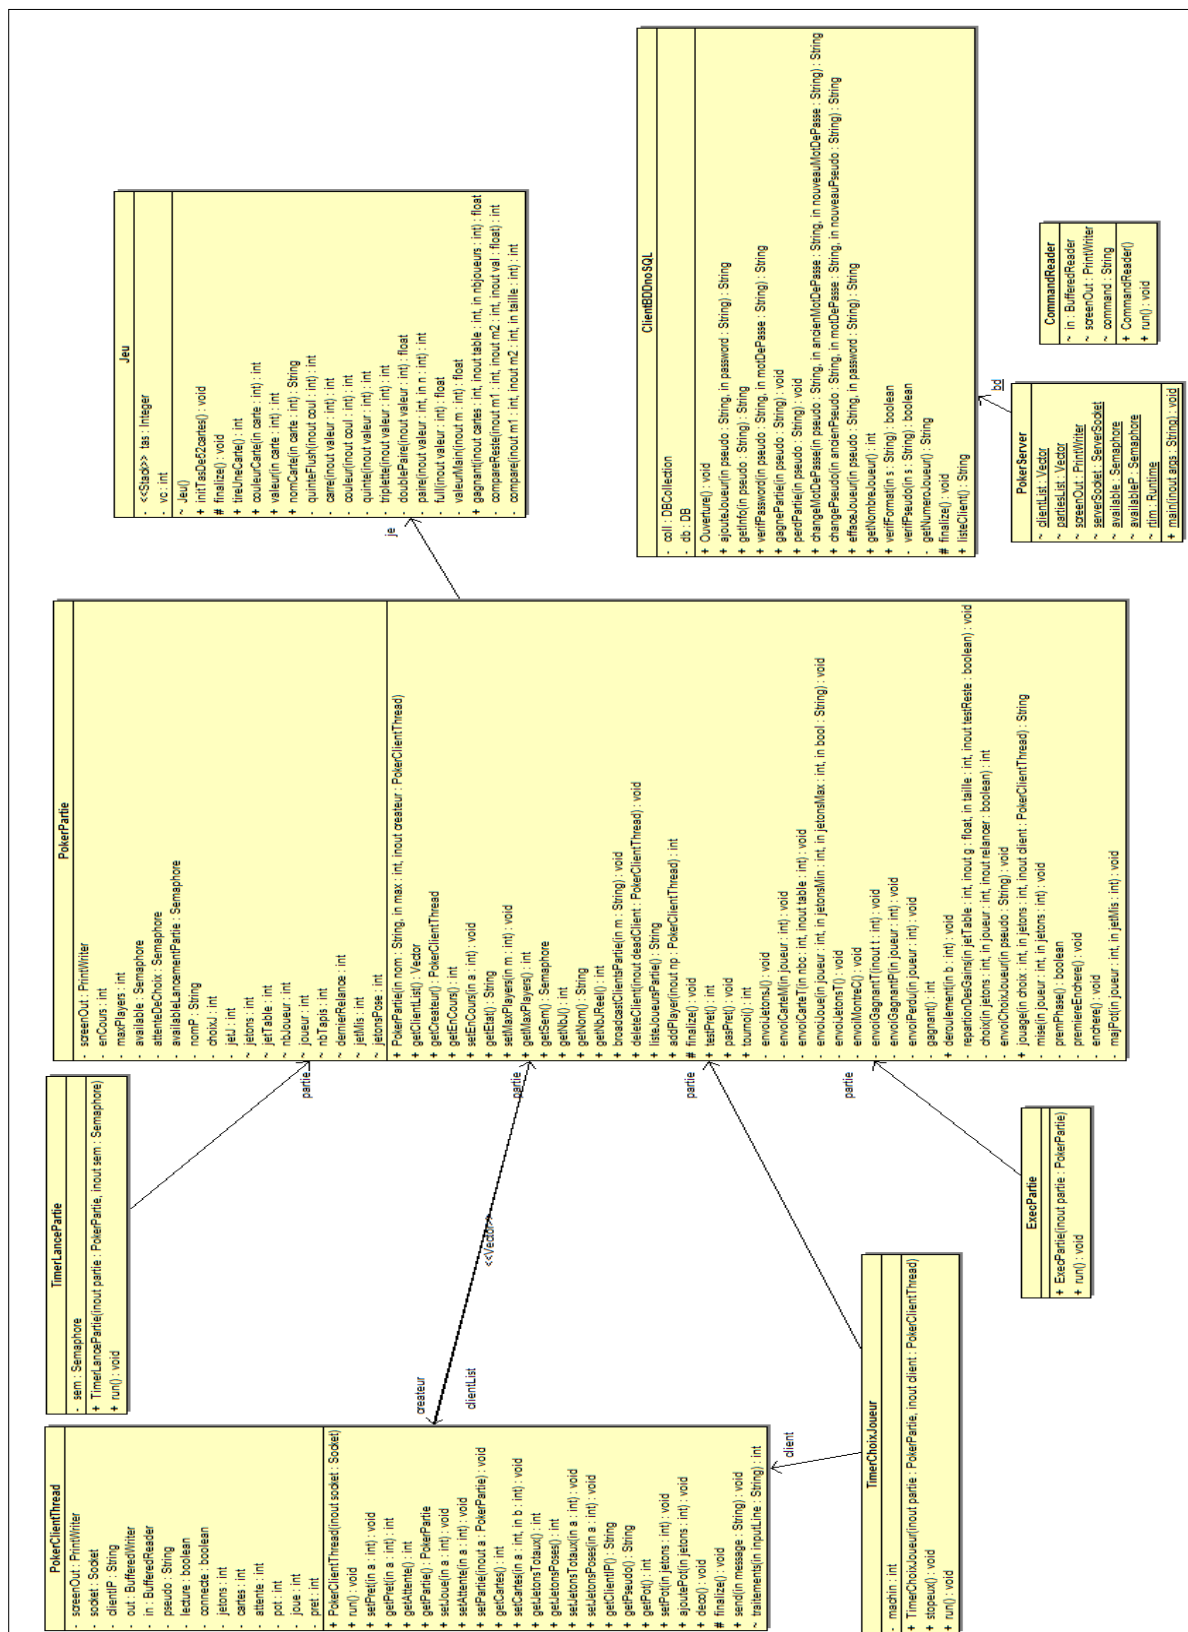 PokerClientThread
- screenOut : PrintWriter
- socket : Socket
- clientIP : String
- out : BufferedWriter
- in : BufferedReader
- pseudo : String
- lecture : boolean
- connecte : boolean
- jetons : int
- cartes : int
- attente : int
- pot : int
- joue : int
- pret : int
+ PokerClientThread(inout socket : Socket)
+ run() : void
+ setPret(in a : int) : void
+ getPret(in a : int) : int
+ getAttente() : int
+ getPartie() : PokerPartie
+ setJoue(in a : int) : void
+ setAttente(in a : int) : void
+ setPartie(inout a : PokerPartie) : void
+ getCartes() : int
+ setCartes(in a : int, in b : int) : void
+ getJetonsTotaux() : int
+ getJetonsPoses() : int
+ setJetonsTotaux(in a : int) : void
+ setJetonsPoses(in a : int) : void
+ getClientIP() : String
+ getPseudo() : String
+ getPot() : int
+ setPot(in jetons : int) : void
+ ajoutePot(in jetons : int) : void
+ deco() : void
# finalize() : void
+ send(in message : String) : void
~ traitements(in inputLine : String) : int
TimerLancePartie
- sem : Semaphore
+ TimerLancePartie(inout partie : PokerPartie, inout sem : Semaphore)
+ run() : void
partie
createur
clientList
<<Vector>>
partie
client
TimerChoixJoueur
- machin : int
+ TimerChoixJoueur(inout partie : PokerPartie, inout client : PokerClientThread)
+ stopeux() : void
+ run() : void
partie
ExecPartie
+ ExecPartie(inout partie : PokerPartie)
+ run() : void
partie
PokerPartie
- screenOut : PrintWriter
- enCours : int
- maxPlayers : int
- available : Semaphore
- attenteDeChoix : Semaphore
- availableLancementPartie : Semaphore
- nomP : String
- choixJ : int
~ jetJ : int
~ jetons : int
~ jetTable : int
~ nbJoueur : int
~ joueur : int
~ nbTapis : int
~ dernierRelance : int
~ jetMis : int
~ jetonsPose : int
+ PokerPartie(in nom : String, in max : int, inout createur : PokerClientThread)
+ getClientList() : Vector
+ getCreateur() : PokerClientThread
+ getEnCours() : int
+ setEnCours(in a : int) : void
+ getEtat() : String
+ setMaxPlayers(in m : int) : void
+ getMaxPlayers() : int
+ getSem() : Semaphore
+ getNbJ() : int
+ getNom() : String
+ getNbJReel() : int
+ broadcastClientsPartie(in m : String) : void
+ deleteClient(inout deadClient : PokerClientThread) : void
+ listeJoueursPartie() : String
+ addPlayer(inout np : PokerClientThread) : int
# finalize() : void
+ testPret() : int
+ pasPret() : int
+ tournoi() : int
- envoiJetonsJ() : void
- envoiCarteM(in joueur : int) : void
- envoiCarteT(in nbc : int, inout table : int) : void
- envoiJoue(in joueur : int, in jetonsMin : int, in jetonsMax : int, in bool : String) : void
- envoiJetonsT() : void
- envoiMontreC() : void
- envoiGagnanT(inout t : int) : void
- envoiGagnantP(in joueur : int) : void
- envoiPerdu(in joueur : int) : void
- gagnant() : int
+ deroulement(in b : int) : void
- repartionDesGains(in jetTable : int, inout g : float, in taille : int, inout testReste : boolean) : void
- choix(in jetons : int, in joueur : int, inout relancer : boolean) : int
- envoiChoixJoueur(in pseudo : String) : void
+ jouage(in choix : int, in jetons : int, inout client : PokerClientThread) : String
- mise(in joueur : int, in jetons : int) : void
- premPhase() : boolean
- premiereEnchere() : void
- enchere() : void
- majPot(in joueur : int, in jetMis : int) : void
je
Jeu
- <<Stack>> tas : Integer
- vc : int
~ Jeu()
+ initTasDe52cartes() : void
# finalize() : void
+ tireUneCarte() : int
+ couleurCarte(in carte : int) : int
+ valeur(in carte : int) : int
+ nomCarte(in carte : int) : String
- quinteFlush(inout coul : int) : int
- carre(inout valeur : int) : int
- couleur(inout coul : int) : int
- quinte(inout valeur : int) : int
- triplette(inout valeur : int) : int
- doublePaire(inout valeur : int) : float
- paire(inout valeur : int, in n : int) : int
- full(inout valeur : int) : float
- valeurMain(inout m : int) : float
+ gagnant(inout cartes : int, inout table : int, in nbjoueurs : int) : float
- compareReste(inout m1 : int, inout m2 : int, inout val : float) : int
- compare(inout m1 : int, inout m2 : int, in taille : int) : int
ClientBDDnoSQL
- coll : DBCollection
- db : DB
+ Ouverture() : void
+ ajouteJoueur(in pseudo : String, in password : String) : String
+ getInfo(in pseudo : String) : String
+ verifPassword(in pseudo : String, in motDePasse : String) : String
+ gagnePartie(in pseudo : String) : void
+ perdPartie(in pseudo : String) : void
+ changeMotDePasse(in pseudo : String, in ancienMotDePasse : String, in nouveauMotDePasse : String) : String
+ changePseudo(in ancienPseudo : String, in motDePasse : String, in nouveauPseudo : String) : String
+ effaceJoueur(in pseudo : String, in password : String) : String
+ getNombreJoueur() : int
+ verifFormat(in s : String) : boolean
- verifPseudo(in s : String) : boolean
- getNumeroJoueur() : String
# finalize() : void
+ listeClient() : String
bd
PokerServer
~ clientList : Vector
~ partiesList : Vector
~ screenOut : PrintWriter
~ serverSocket : ServerSocket
~ available : Semaphore
~ availableP : Semaphore
~ rtim : Runtime
+ main(inout args : String) : void
CommandReader
~ in : BufferedReader
~ screenOut : PrintWriter
~ command : String
+ CommandReader()
+ run() : void